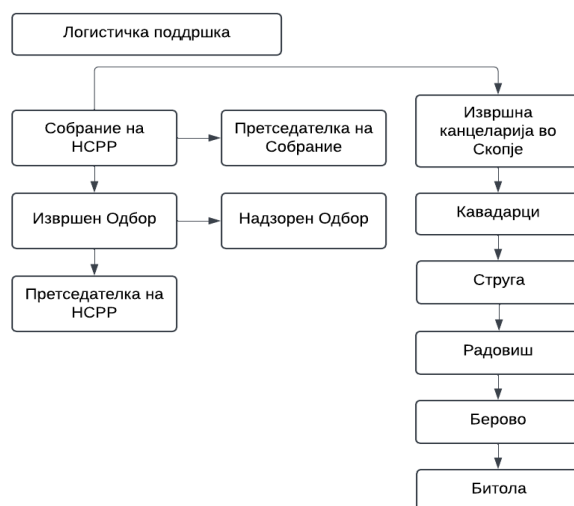 Логистичка поддршка
Собрание на
НСРР
Претседателка на
Собрание
Извршна
канцеларија во
Скопје
Извршен Одбор
Надзорен Одбор
Кавадарци
Претседателка на
НСРР
Струга
Радовиш
Берово
Битола